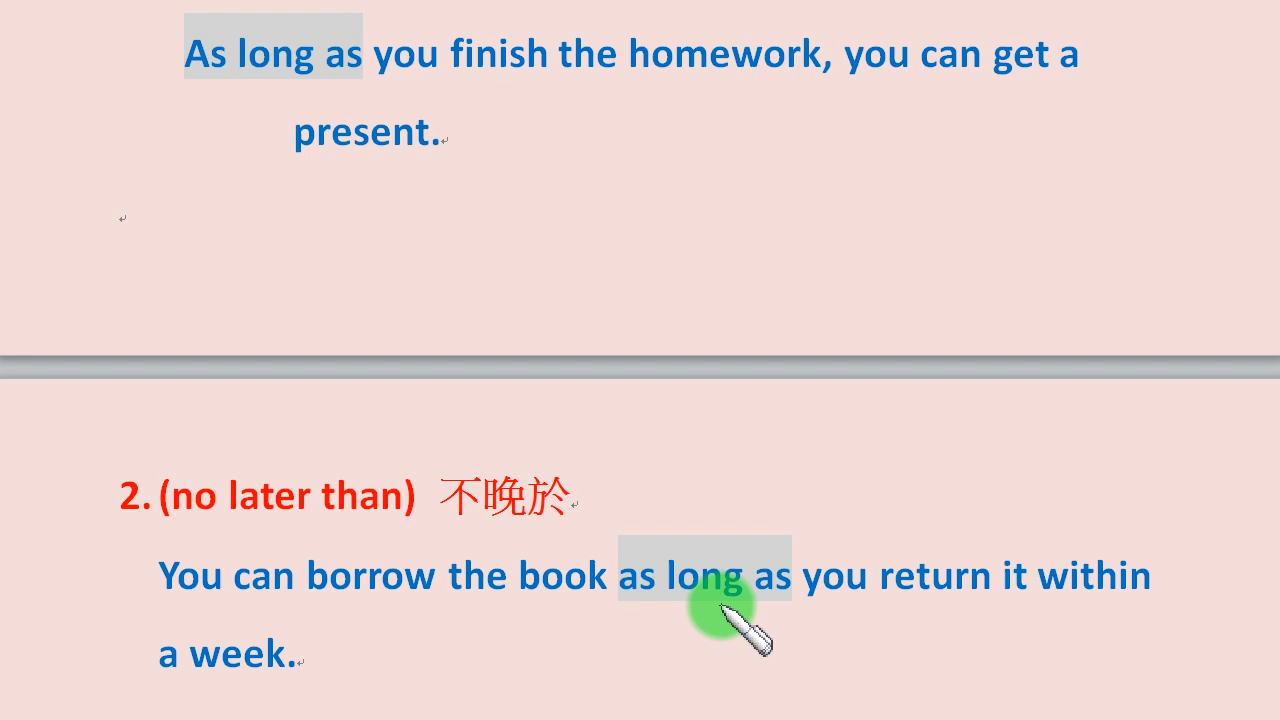 As long as you finish the homework, you can get a
present.
2. (no later than) 不晚於
You can borrow the book as long as you return it within
a week.